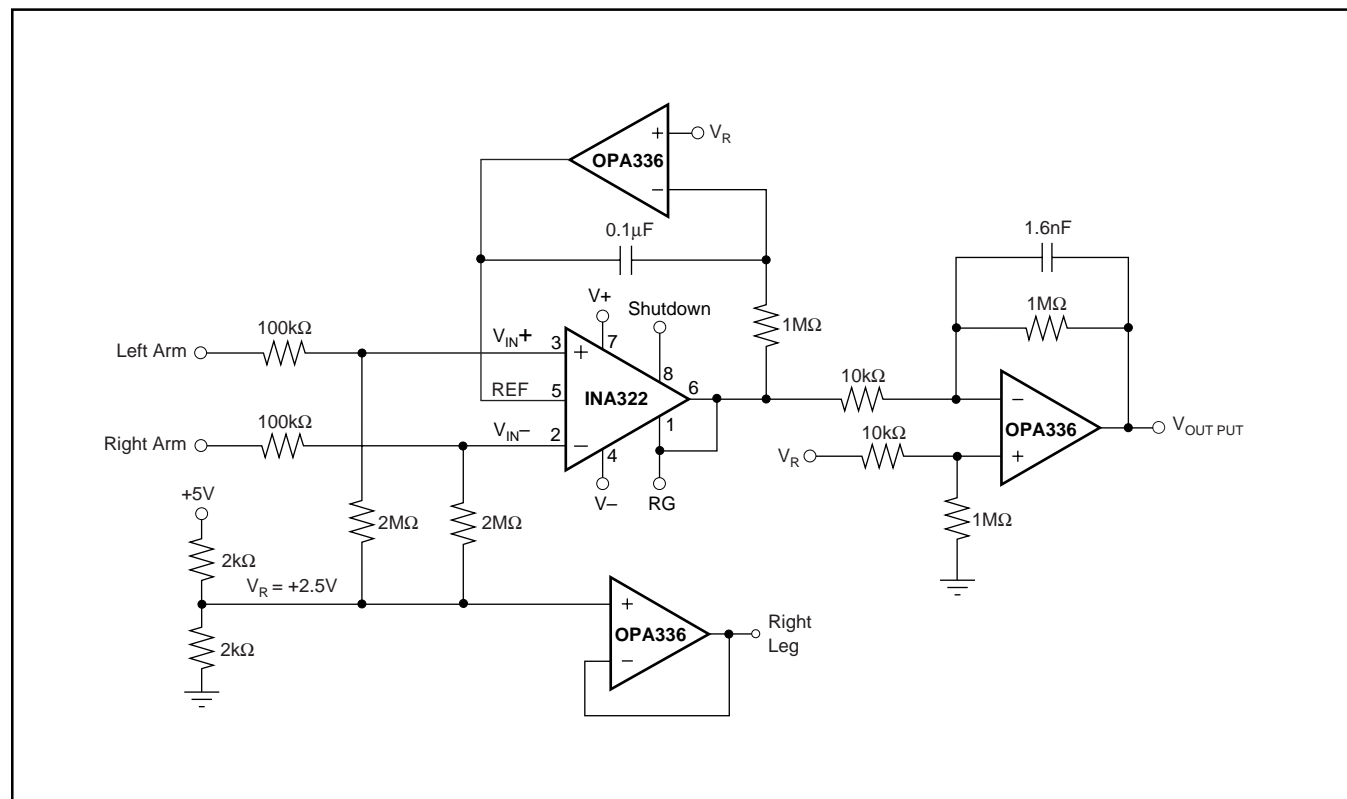 +
V_R
OPA336
−
0.1μF
1.6nF
V+
Shutdown
1MΩ
1MΩ
100kΩ
V_IN+
Left Arm
3
+
7
8
10kΩ
REF
5
INA322
6
−
100kΩ
OPA336
V_OUT PUT
Right Arm
V_IN−
2
−
1
10kΩ
V_R
+
4
+5V
V−
RG
2MΩ
2MΩ
1MΩ
2kΩ
V_R = +2.5V
+
Right
Leg
OPA336
2kΩ
−